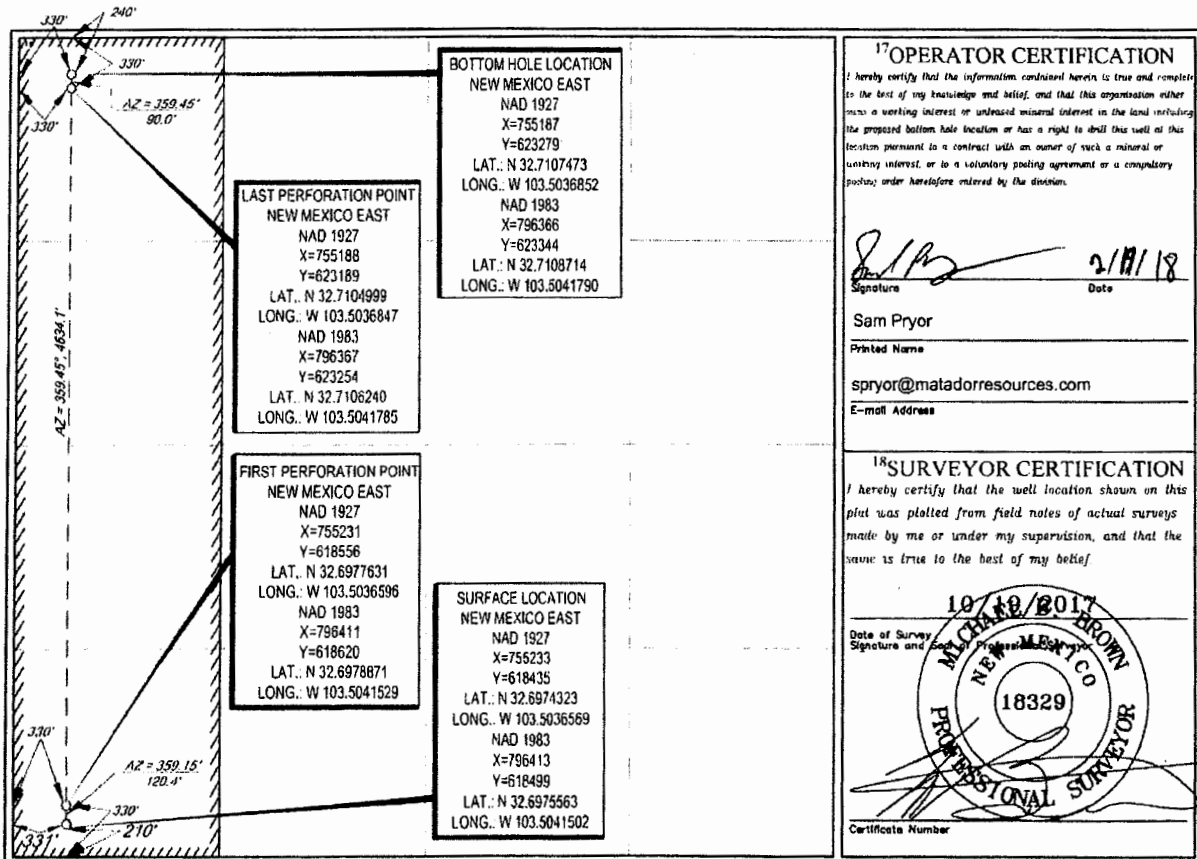 330'
240'
330'
AZ = 359.45°
90.0'
330'
AZ = 359.45°, 4634.1'
BOTTOM HOLE LOCATION
NEW MEXICO EAST
NAD 1927
X=755187
Y=623279
LAT.: N 32.7107473
LONG.: W 103.5036852
NAD 1983
X=796366
Y=623344
LAT.: N 32.7108714
LONG.: W 103.5041790
LAST PERFORATION POINT
NEW MEXICO EAST
NAD 1927
X=755188
Y=623189
LAT.. N 32.7104999
LONG.: W 103.5036847
NAD 1983
X=796367
Y=623254
LAT.. N 32.7106240
LONG.: W 103.5041785
FIRST PERFORATION POINT
NEW MEXICO EAST
NAD 1927
X=755231
Y=618556
LAT.. N 32.6977631
LONG.: W 103.5036596
NAD 1983
X=796411
Y=618620
LAT.: N 32.6978871
LONG.: W 103.5041529
SURFACE LOCATION
NEW MEXICO EAST
NAD 1927
X=755233
Y=618435
LAT.: N 32.6974323
LONG.. W 103.5036569
NAD 1983
X=796413
Y=618499
LAT.: N 32.6975563
LONG.: W 103.5041502
330'
AZ = 359.15°
120.4'
330'
331'
210'
17 OPERATOR CERTIFICATION
I hereby certify that the information contained herein is true and complete
to the best of my knowledge and belief, and that this organization either
owns a working interest or unleased mineral interest in the land including
the proposed bottom hole location or has a right to drill this well at this
location pursuant to a contract with an owner of such a mineral or
working interest, or to a voluntary pooling agreement or a compulsory
pooling order heretofore entered by the division.
Signature
Date
Sam Pryor
Printed Name
spryor@matadorresources.com
E-mail Address
18 SURVEYOR CERTIFICATION
I hereby certify that the well location shown on this
plat was plotted from field notes of actual surveys
made by me or under my supervision, and that the
same is true to the best of my belief.
10/10/2017
Date of Survey
Signature and Seal of Professional Surveyor
MICHAEL BROWN
NEW MEXICO
18329
PROFESSIONAL SURVEYOR
Certificate Number